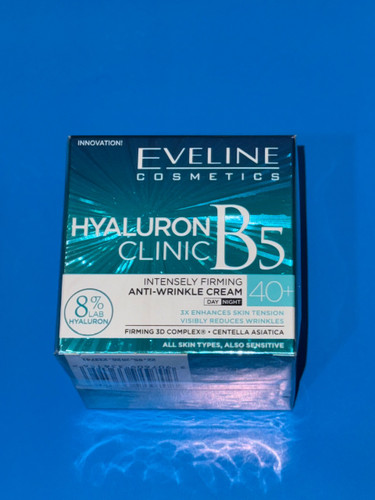 INNOVATION!
EVELINE
COSMETICS
HYALURON
CLINIC B5
INTENSELY FIRMING
ANTI-WRINKLE CREAM 40+
DAY NIGHT
8% LAB
HYALURON
3X ENHANCES SKIN TENSION
VISIBLY REDUCES WRINKLES
FIRMING 3D COMPLEX® • CENTELLA ASIATICA
ALL SKIN TYPES, ALSO SENSITIVE